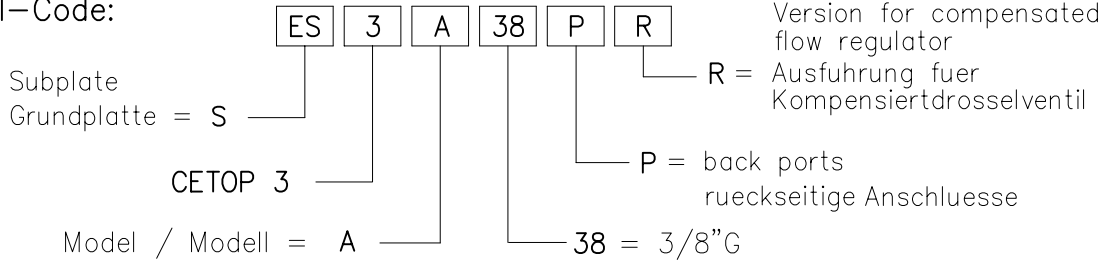 l-Code:
ES 3 A 38 P R
Version for compensated
flow regulator
R = Ausfuhrung fuer
Kompensiertdrosselventil
Subplate
Grundplatte = S
P = back ports
rueckseitige Anschluesse
CETOP 3
Model / Modell = A
38 = 3/8"G